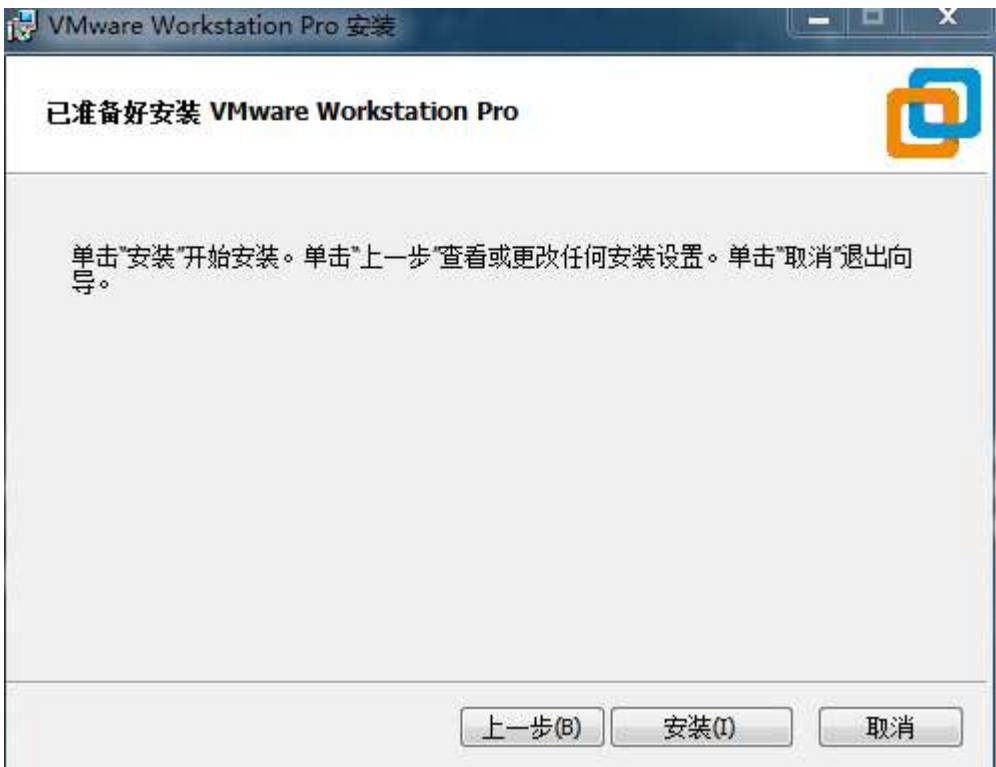 VMware Workstation Pro 安装
已准备好安装 VMware Workstation Pro
单击"安装"开始安装。单击"上一步"查看或更改任何安装设置。单击"取消"退出向
导。
上一步(B) 安装(I) 取消